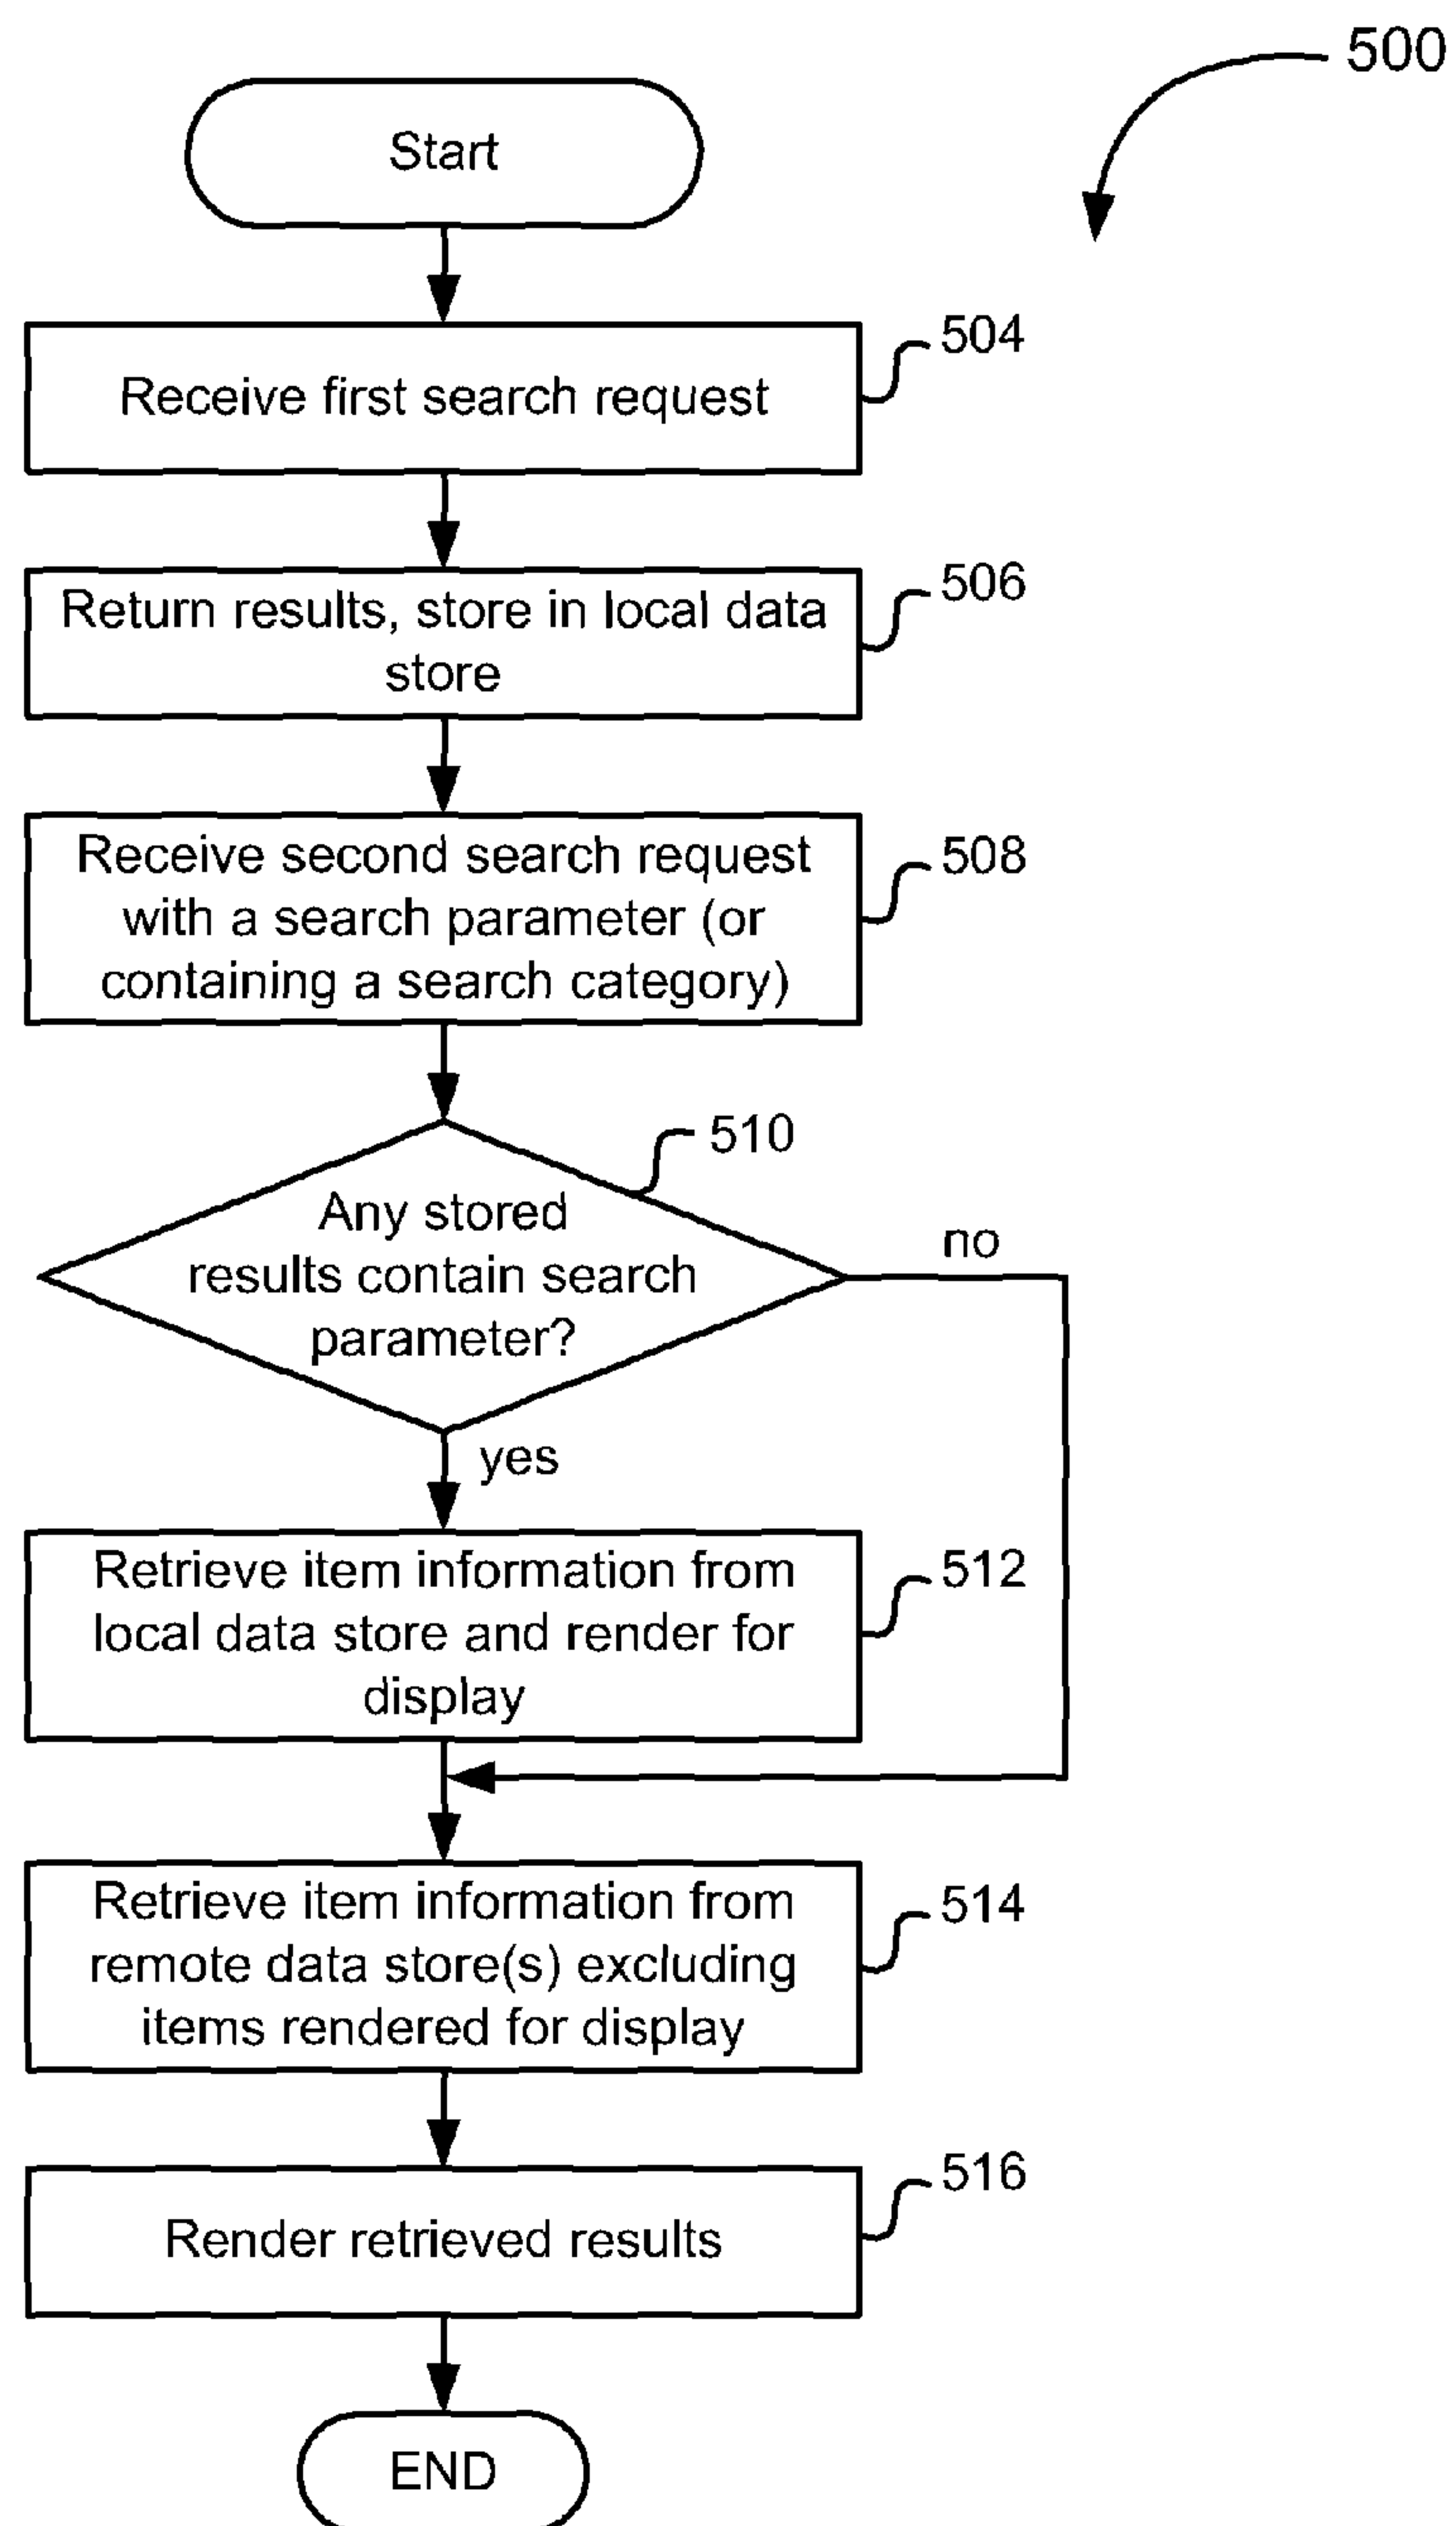 500
Start
504
Receive first search request
506
Return results, store in local data
store
508
Receive second search request
with a search parameter (or
containing a search category)
510
Any stored
results contain search
parameter?
no
yes
512
Retrieve item information from
local data store and render for
display
514
Retrieve item information from
remote data store(s) excluding
items rendered for display
516
Render retrieved results
END